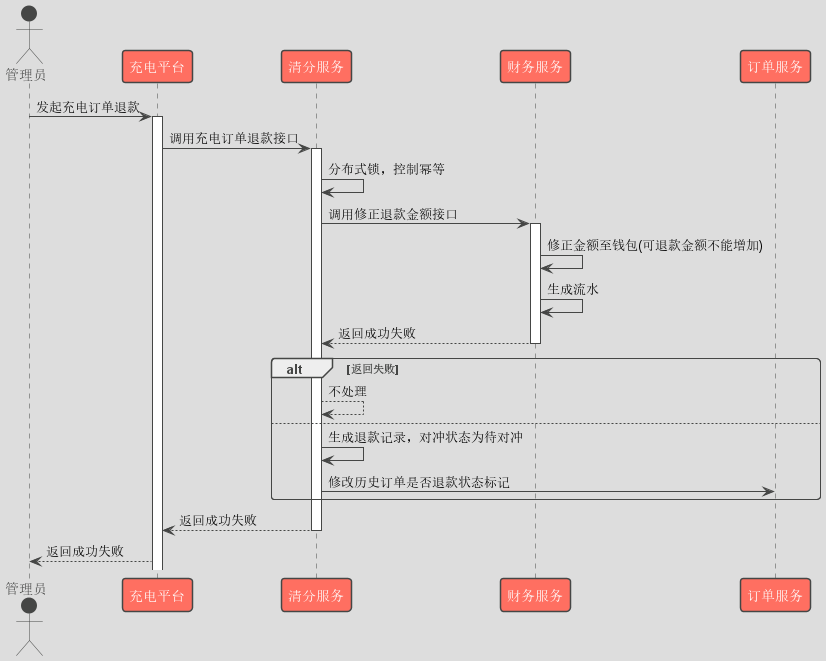 管理员
充电平台
清分服务
财务服务
订单服务
发起充电订单退款
调用充电订单退款接口
分布式锁，控制幂等
调用修正退款金额接口
修正金额至钱包(可退款金额不能增加)
生成流水
返回成功失败
alt
[返回失败]
不处理
生成退款记录，对冲状态为待对冲
修改历史订单是否退款状态标记
返回成功失败
返回成功失败
管理员
充电平台
清分服务
财务服务
订单服务